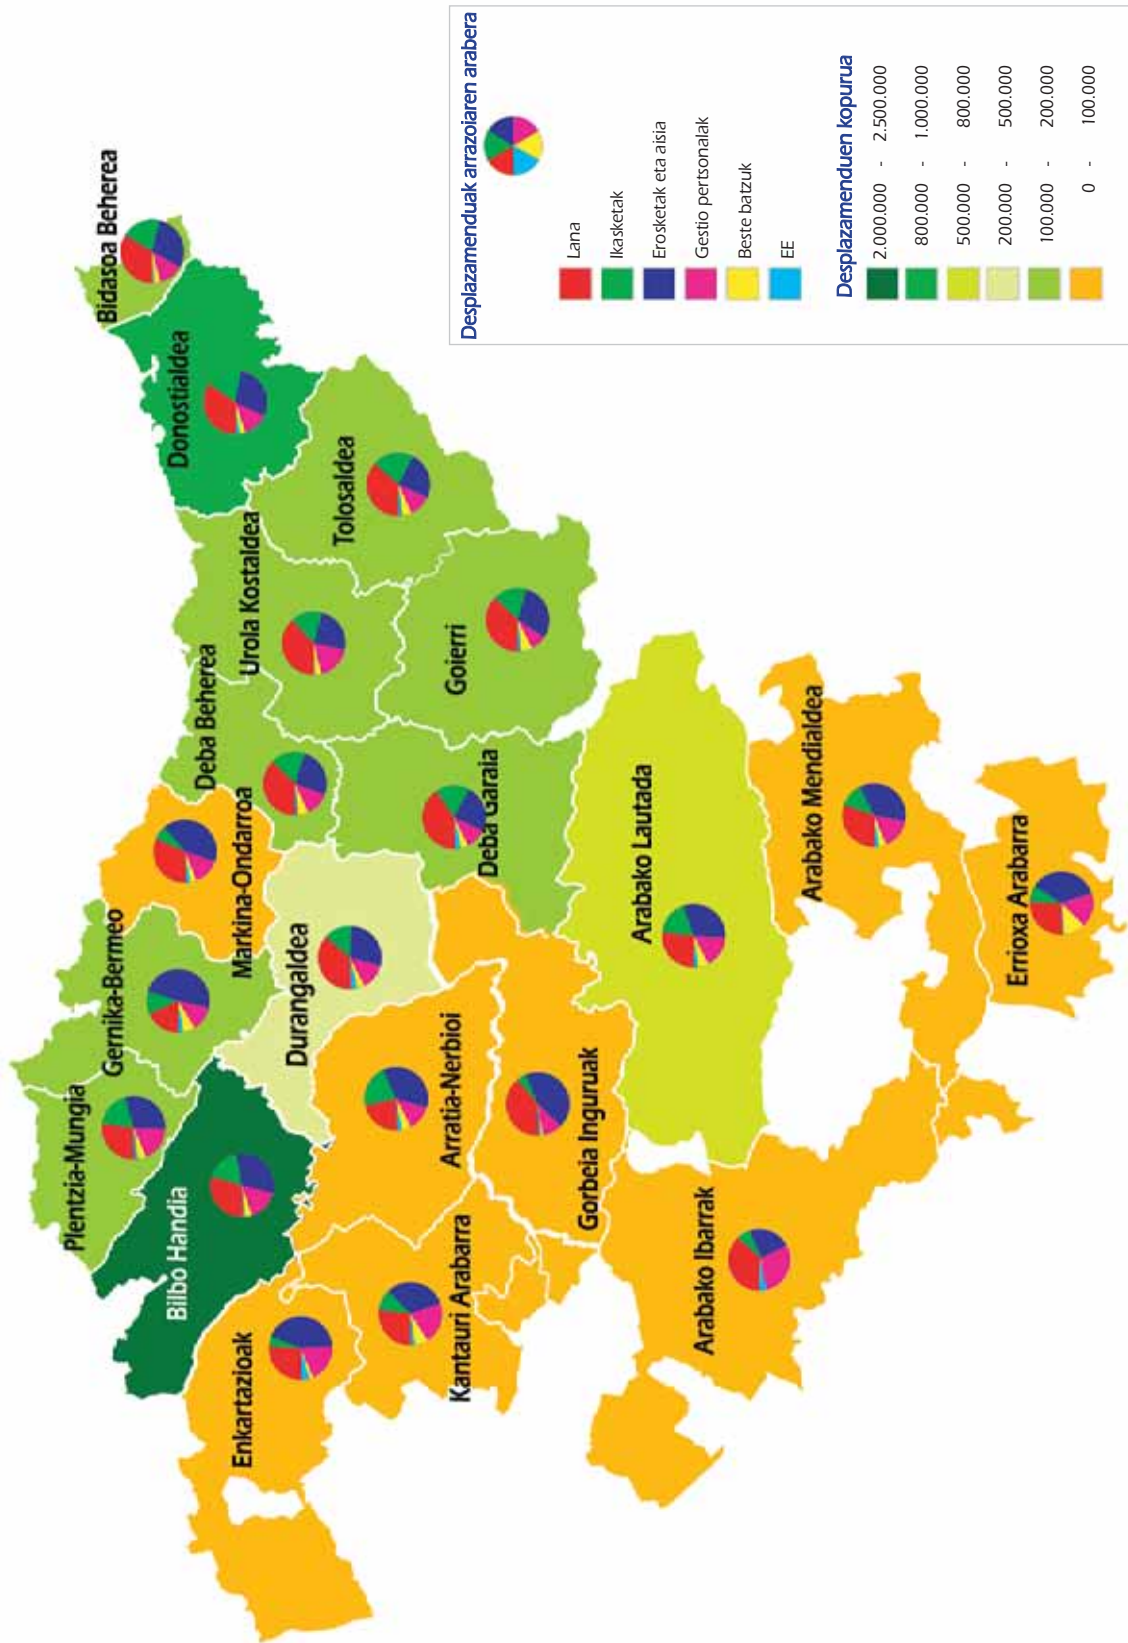 Bidasoa Beherea
Donostialdea
Tolosaldea
Urola Kostaldea
Goierri
Deba Beherea
Deba Garaia
Markina-Ondarroa
Gernika-Bermeo
Durangaldea
Plentzia-Mungia
Bilbo Handia
Arratia-Nerbioi
Gorbeia Inguruak
Enkartazioak
Kantauri Arabarra
Arabako Ibarrak
Arabako Lautada
Arabako Mendialdea
Errioxa Arabarra
Desplazamenduak arrazoiaren arabera
Lana
Ikasketak
Erosketak eta aisia
Gestio pertsonalak
Beste batzuk
EE
Desplazamenduen kopurua
2.000.000 - 2.500.000
800.000 - 1.000.000
500.000 - 800.000
200.000 - 500.000
100.000 - 200.000
0 - 100.000